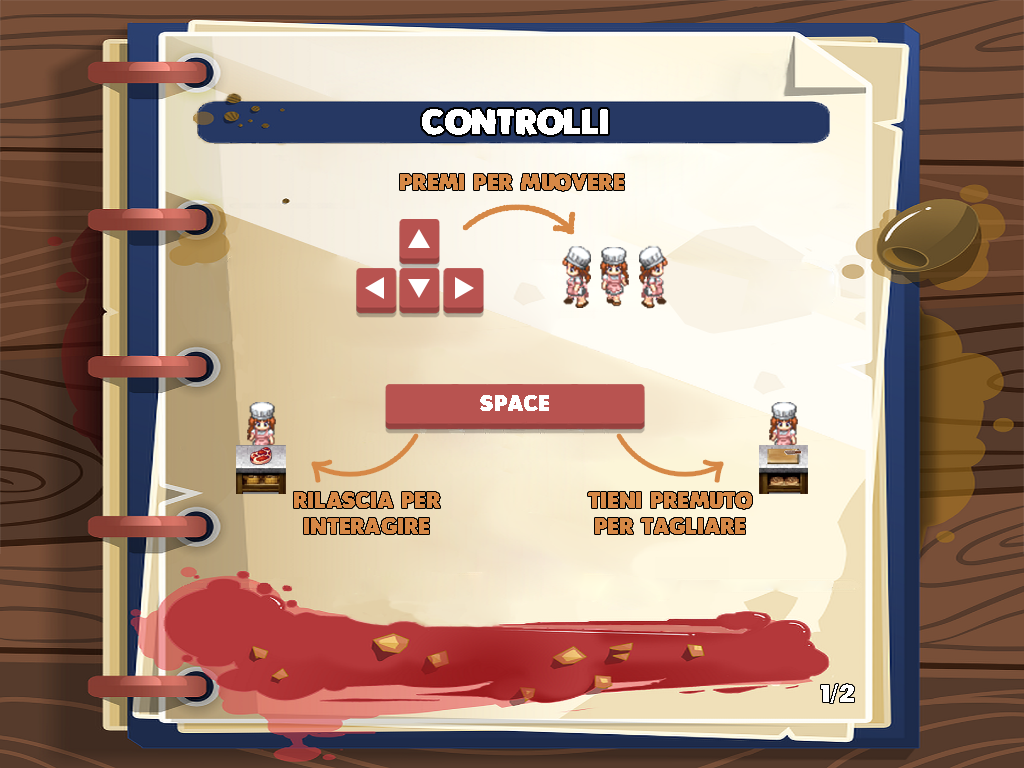 CONTROLLI
PREMI PER MUOVERE
SPACE
RILASCIA PER
INTERAGIRE
TIENI PREMUTO
PER TAGLIARE
1/2